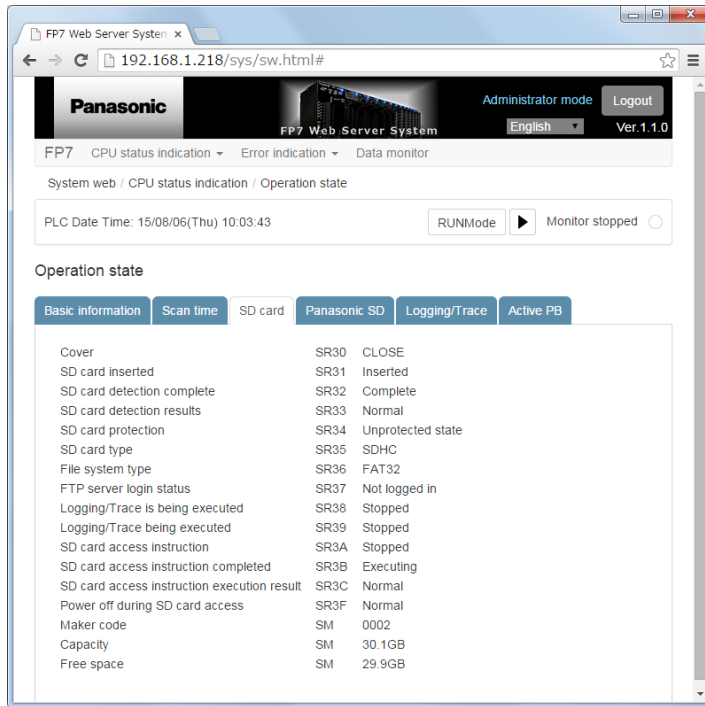 FP7 Web Server System
192.168.1.218/sys/sw.html#
Panasonic
FP7 Web Server System
Administrator mode
Logout
English
Ver.1.1.0
FP7 CPU status indication Error indication Data monitor
System web / CPU status indication / Operation state
PLC Date Time: 15/08/06(Thu) 10:03:43 RUNMode Monitor stopped
Operation state
Basic information Scan time SD card Panasonic SD Logging/Trace Active PB
Cover SR30 CLOSE
SD card inserted SR31 Inserted
SD card detection complete SR32 Complete
SD card detection results SR33 Normal
SD card protection SR34 Unprotected state
SD card type SR35 SDHC
File system type SR36 FAT32
FTP server login status SR37 Not logged in
Logging/Trace is being executed SR38 Stopped
Logging/Trace being executed SR39 Stopped
SD card access instruction SR3A Stopped
SD card access instruction completed SR3B Executing
SD card access instruction execution result SR3C Normal
Power off during SD card access SR3F Normal
Maker code SM 0002
Capacity SM 30.1GB
Free space SM 29.9GB